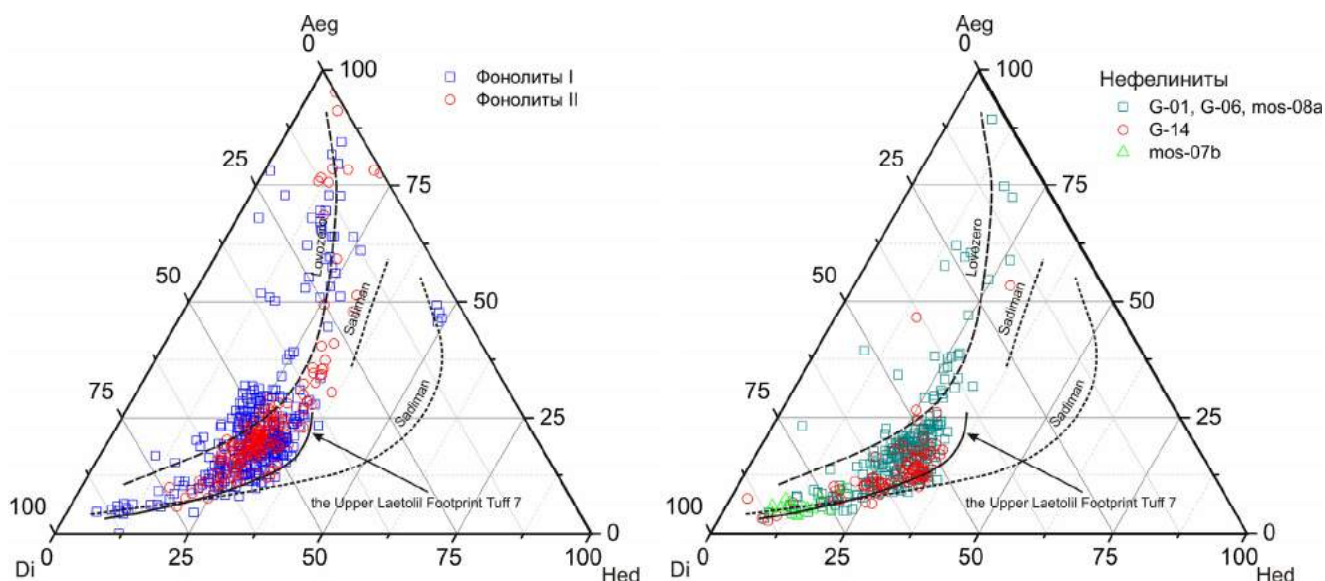 Aeg
0
100
Фонолиты I
Фонолиты II
25
75
Lovozero
50
50
Sadiman
75
Sadiman
25
the Upper Laetolil Footprint Tuff 7
100
0
0
25
50
75
100
Di
Hed
Aeg
0
100
Нефелиниты
G-01, G-06, mos-08a
G-14
mos-07b
25
75
Lovozero
50
50
Sadiman
75
Sadiman
25
the Upper Laetolil Footprint Tuff 7
100
0
0
25
50
75
100
Di
Hed